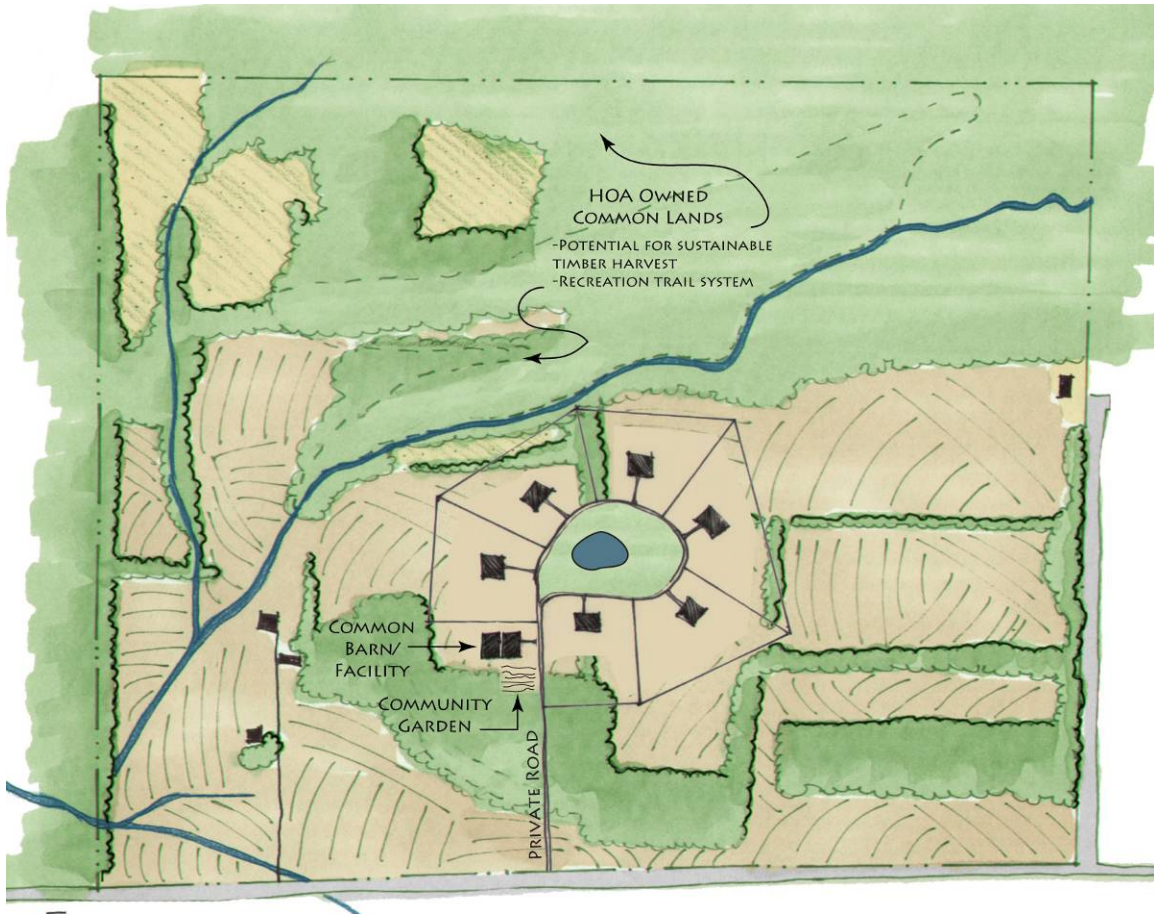 HOA Owned
Common Lands
-Potential for sustainable
timber harvest
-Recreation trail system
Common
Barn/
Facility
Community
Garden
Private Road